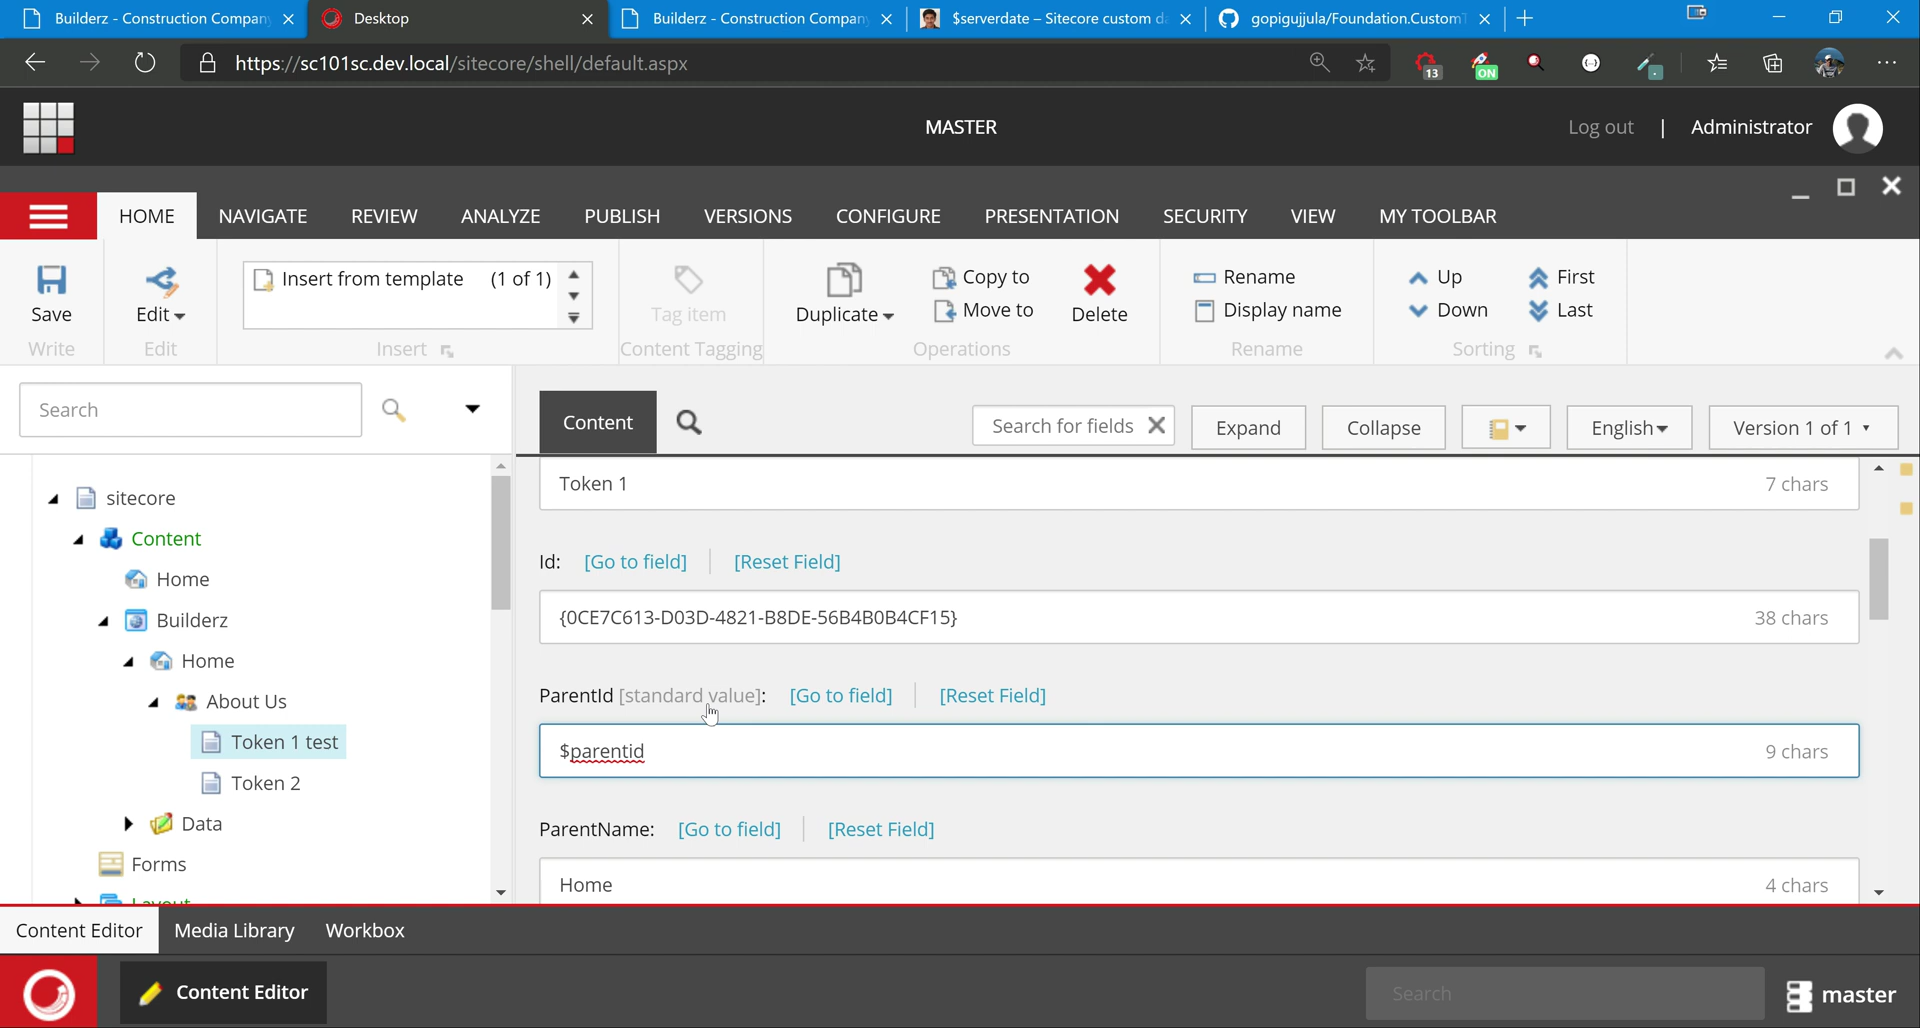 Builderz - Construction Company
Desktop
Builderz - Construction Company
$serverdate – Sitecore custom da
gopigujjula/Foundation.CustomT
https://sc101sc.dev.local/sitecore/shell/default.aspx
13
ON
MASTER
Log out | Administrator
HOME NAVIGATE REVIEW ANALYZE PUBLISH VERSIONS CONFIGURE PRESENTATION SECURITY VIEW MY TOOLBAR
Save
Write
Edit
Edit
Insert from template (1 of 1)
Insert
Tag item
Content Tagging
Duplicate
Copy to
Move to
Delete
Operations
Rename
Display name
Rename
Up
Down
First
Last
Sorting
Search
Content
Search for fields
Expand
Collapse
English
Version 1 of 1
sitecore
Content
Home
Builderz
Home
About Us
Token 1 test
Token 2
Data
Forms
Layout
Token 1 7 chars
Id: [Go to field] [Reset Field]
{0CE7C613-D03D-4821-B8DE-56B4B0B4CF15} 38 chars
ParentId [standard value]: [Go to field] [Reset Field]
$parentid 9 chars
ParentName: [Go to field] [Reset Field]
Home 4 chars
Content Editor Media Library Workbox
Content Editor
Search
master